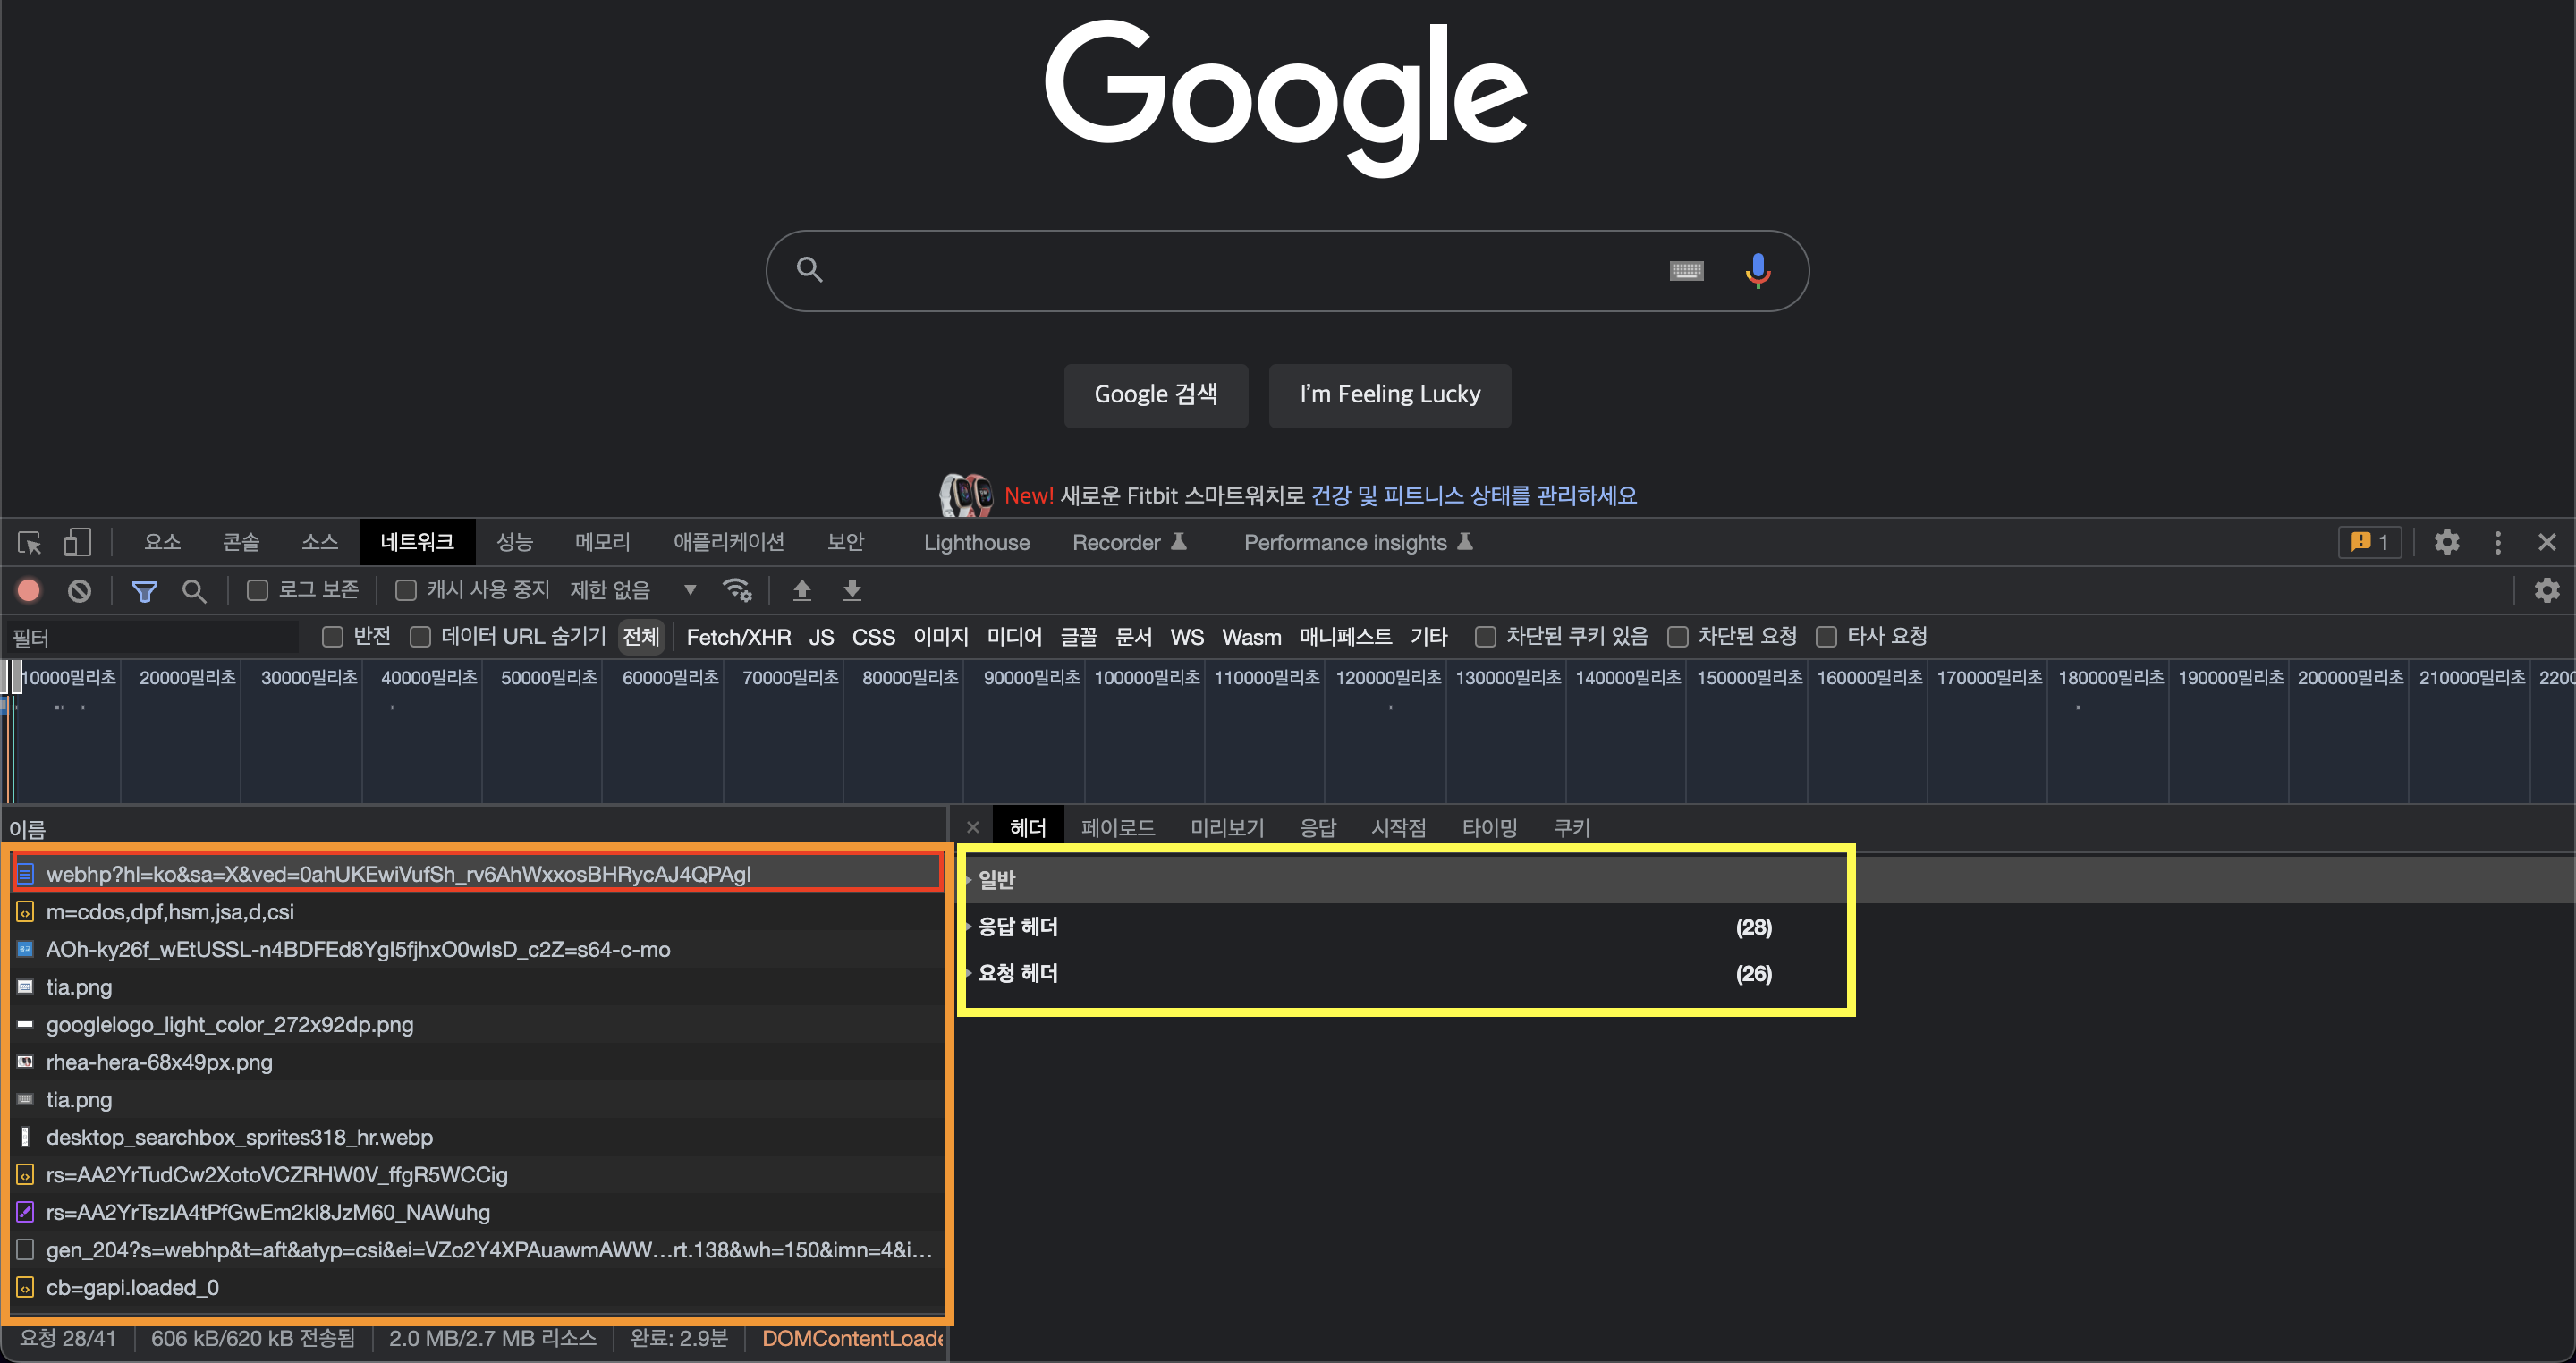 Google
Google 검색
I'm Feeling Lucky
New! 새로운 Fitbit 스마트워치로 건강 및 피트니스 상태를 관리하세요
요소 콘솔 소스 네트워크 성능 메모리 애플리케이션 보안 Lighthouse Recorder Performance insights 1
로그 보존 캐시 사용 중지 제한 없음
필터 반전 데이터 URL 숨기기 전체 Fetch/XHR JS CSS 이미지 미디어 글꼴 문서 WS Wasm 매니페스트 기타 차단된 쿠키 있음 차단된 요청 타사 요청
10000밀리초 20000밀리초 30000밀리초 40000밀리초 50000밀리초 60000밀리초 70000밀리초 80000밀리초 90000밀리초 100000밀리초 110000밀리초 120000밀리초 130000밀리초 140000밀리초 150000밀리초 160000밀리초 170000밀리초 180000밀리초 190000밀리초 200000밀리초 210000밀리초
이름
헤더 페이로드 미리보기 응답 시작점 타이밍 쿠키
webhp?hl=ko&sa=X&ved=0ahUKEwiVufSh_rv6AhWxxosBHRycAJ4QPAgI
m=cdos,dpf,hsm,jsa,d,csi
AOh-ky26f_wEtUSSL-n4BDFEd8YgI5fjhxO0wIsD_c2Z=s64-c-mo
tia.png
googlelogo_light_color_272x92dp.png
rhea-hera-68x49px.png
tia.png
desktop_searchbox_sprites318_hr.webp
rs=AA2YrTudCw2XotoVCZRHW0V_ffgR5WCCig
rs=AA2YrTszIA4tPfGwEm2kl8JzM60_NAWuhg
gen_204?s=webhp&t=aft&atyp=csi&ei=VZo2Y4XPAuawmAWW...rt.138&wh=150&imn=4&i...
cb=gapi.loaded_0
일반
응답 헤더 (28)
요청 헤더 (26)
요청 28/41 606 kB/620 kB 전송됨 2.0 MB/2.7 MB 리소스 완료: 2.9분 DOMContentLoade